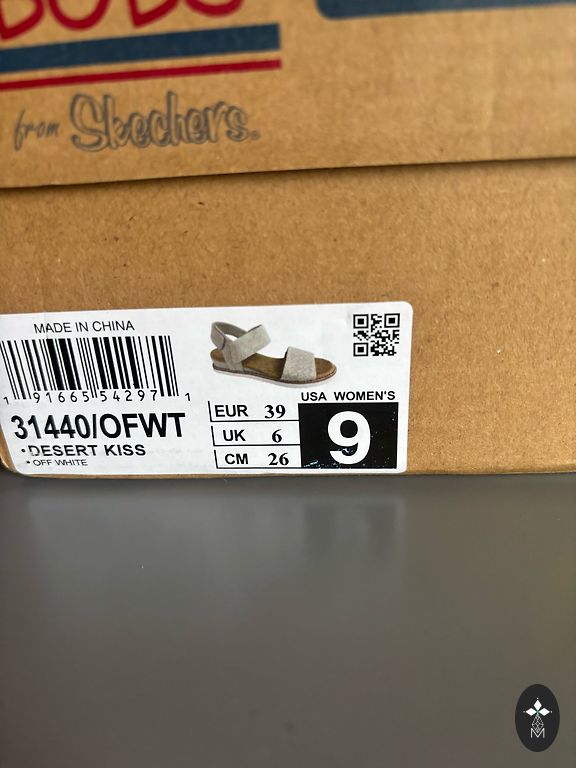 BOBS
from Skechers®
MADE IN CHINA
1 91665 54297 1
31440/OFWT
•DESERT KISS
* OFF WHITE
EUR 39
UK 6
CM 26
USA WOMEN'S
9
M